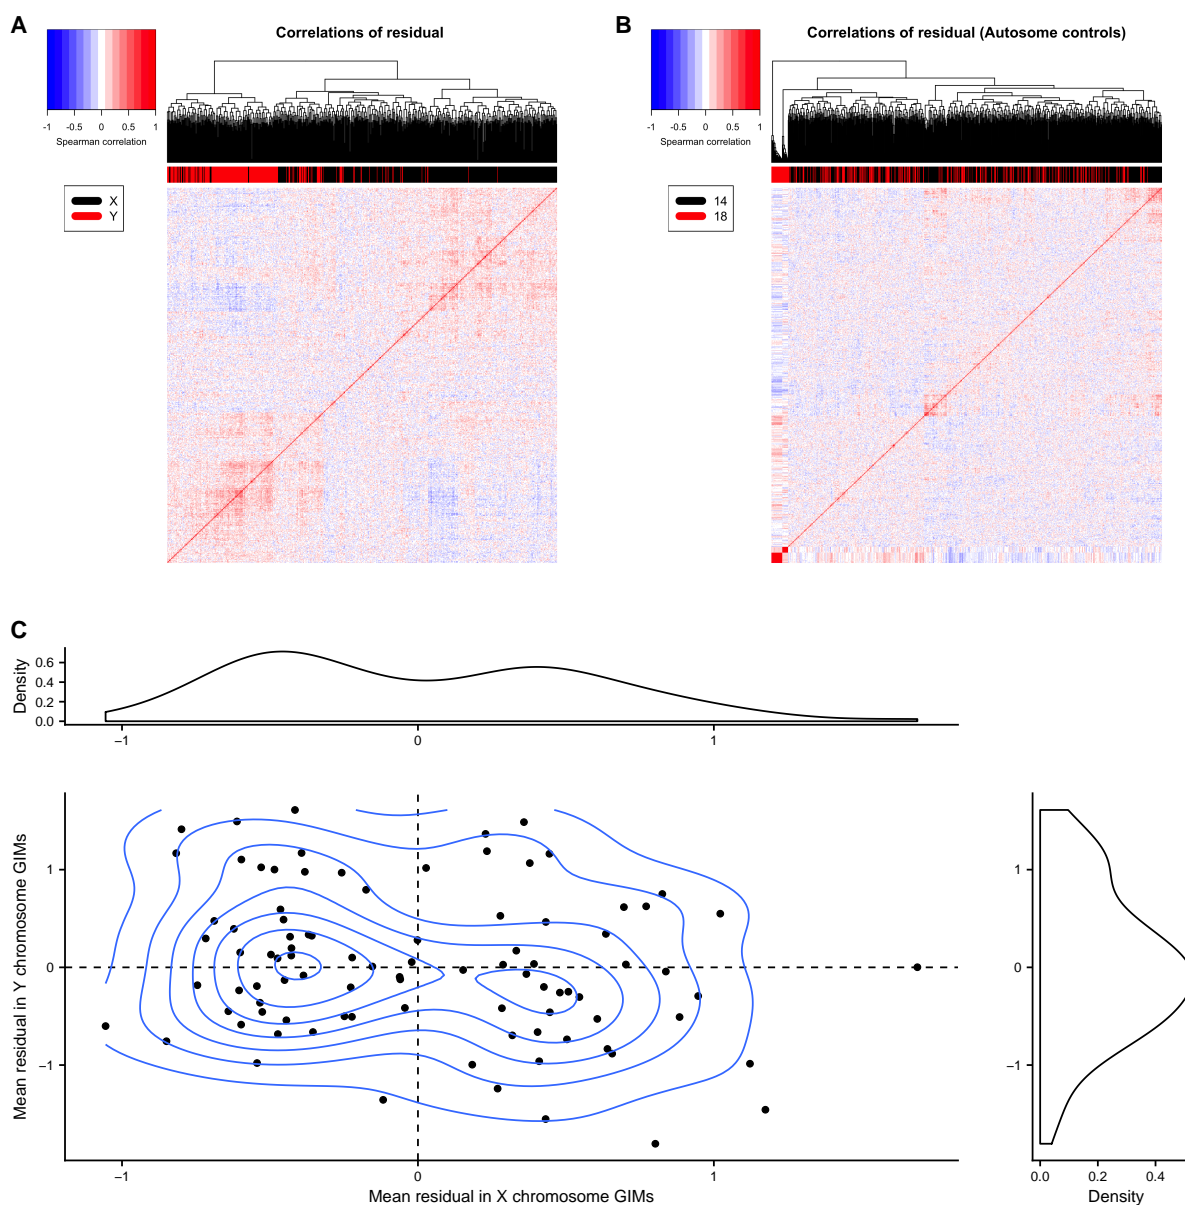 A
Correlations of residual
-1 -0.5 0 0.5 1
Spearman correlation
X
Y
B
Correlations of residual (Autosome controls)
-1 -0.5 0 0.5 1
Spearman correlation
14
18
C
Density
0.6
0.4
0.2
0.0
−1 0 1
Mean residual in Y chromosome GIMs
1
0
−1
−1 0 1
Mean residual in X chromosome GIMs
1
0
−1
0.0 0.2 0.4
Density